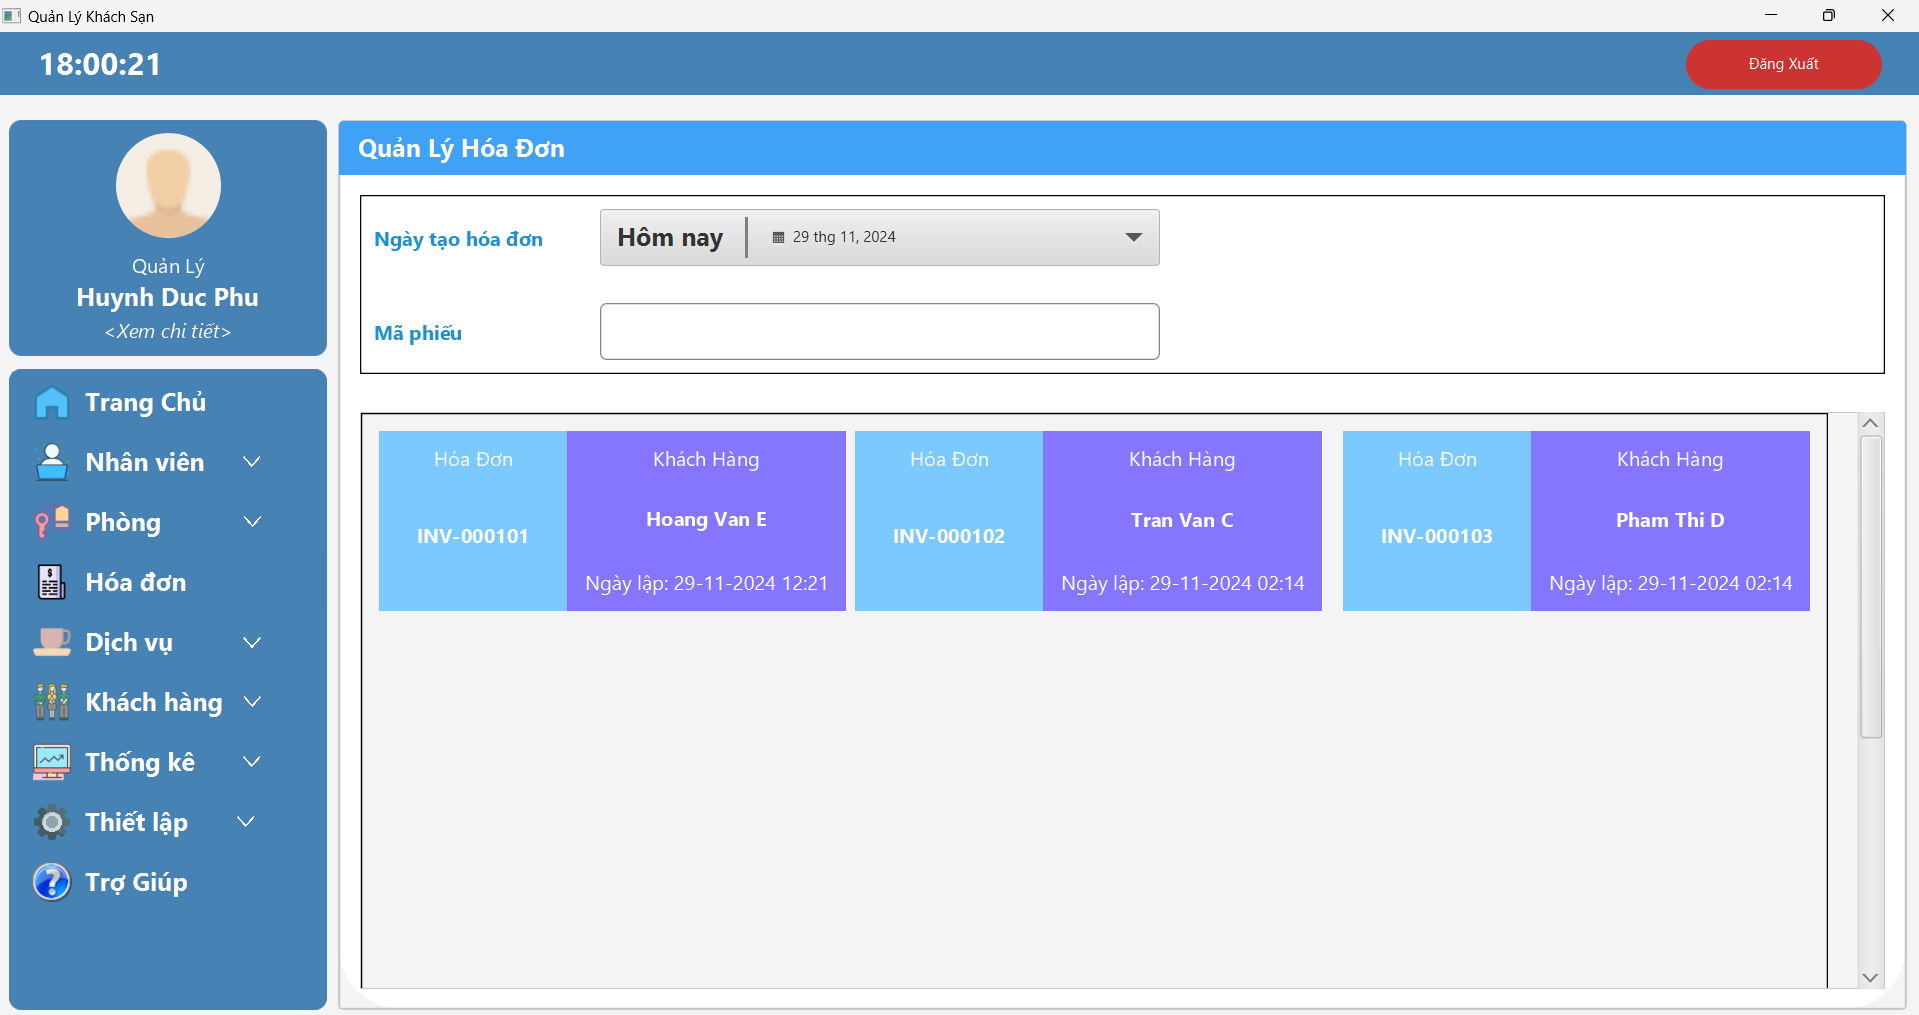 Quản Lý Khách Sạn
18:00:21
Đăng Xuất
Quản Lý
Huynh Duc Phu
<Xem chi tiết>
Trang Chủ
Nhân viên
Phòng
Hóa đơn
Dịch vụ
Khách hàng
Thống kê
Thiết lập
Trợ Giúp
Quản Lý Hóa Đơn
Ngày tạo hóa đơn
Hôm nay
29 thg 11, 2024
Mã phiếu
Hóa Đơn
INV-000101
Khách Hàng
Hoang Van E
Ngày lập: 29-11-2024 12:21
Hóa Đơn
INV-000102
Khách Hàng
Tran Van C
Ngày lập: 29-11-2024 02:14
Hóa Đơn
INV-000103
Khách Hàng
Pham Thi D
Ngày lập: 29-11-2024 02:14